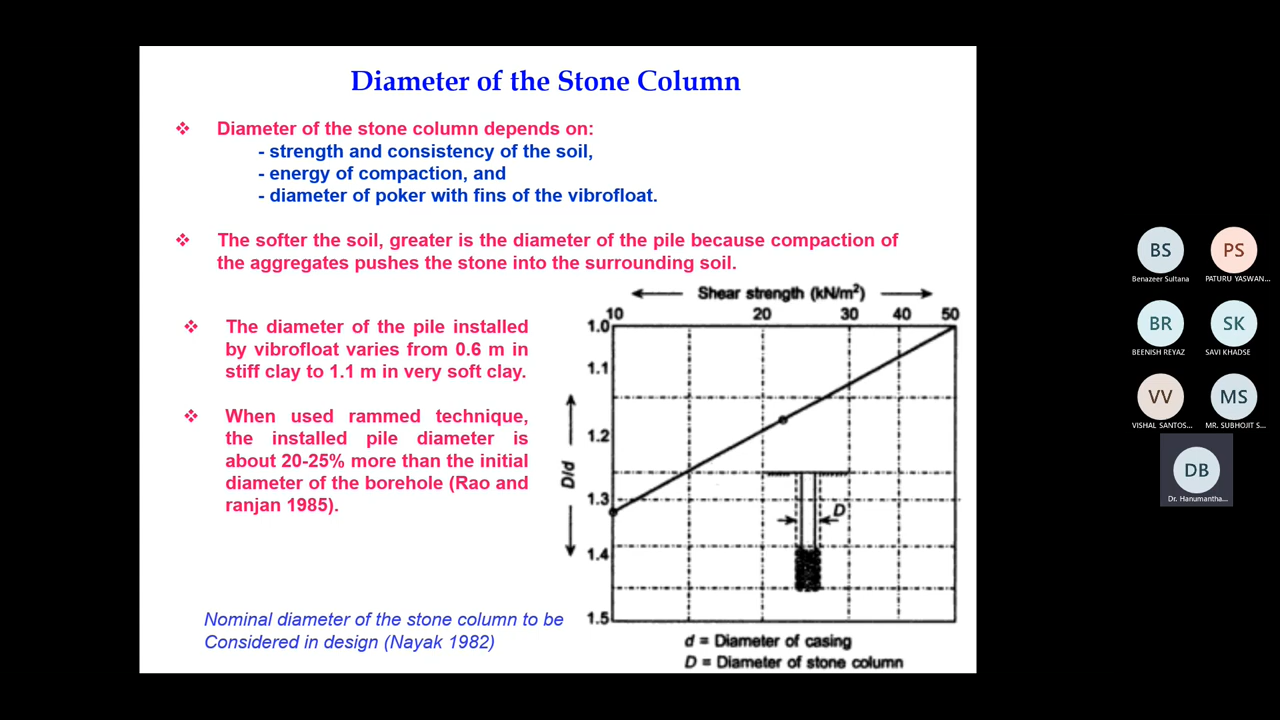 Diameter of the Stone Column
❖ Diameter of the stone column depends on:
- strength and consistency of the soil,
- energy of compaction, and
- diameter of poker with fins of the vibrofloat.
❖ The softer the soil, greater is the diameter of the pile because compaction of
the aggregates pushes the stone into the surrounding soil.
❖ The diameter of the pile installed
by vibrofloat varies from 0.6 m in
stiff clay to 1.1 m in very soft clay.
❖ When used rammed technique,
the installed pile diameter is
about 20-25% more than the initial
diameter of the borehole (Rao and
ranjan 1985).
Nominal diameter of the stone column to be
Considered in design (Nayak 1982)
Shear strength (kN/m²)
10 20 30 40 50
1.0
1.1
1.2
1.3
1.4
1.5
D/d
D
d = Diameter of casing
D = Diameter of stone column
BS
Benazeer Sultana
PS
PATURU YASWAN...
BR
BEENISH REYAZ
SK
SAVI KHADSE
VV
VISHAL SANTOS...
MS
MR. SUBHOJIT S...
DB
Dr. Hanumantha...